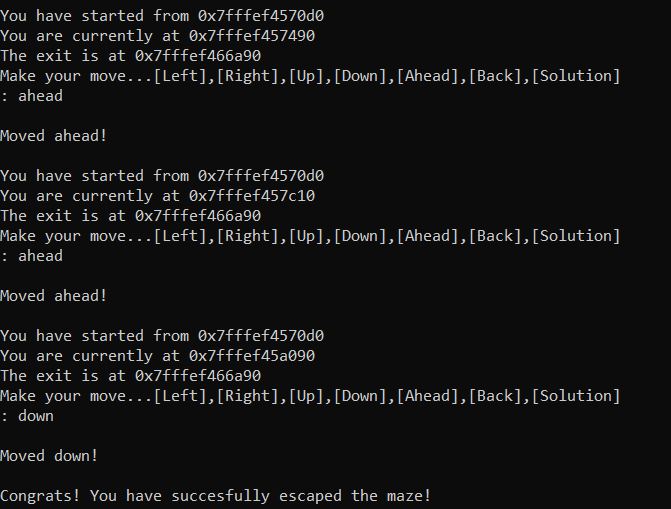 You have started from 0x7fffef4570d0
You are currently at 0x7fffef457490
The exit is at 0x7fffef466a90
Make your move...[Left],[Right],[Up],[Down],[Ahead],[Back],[Solution]
: ahead
Moved ahead!
You have started from 0x7fffef4570d0
You are currently at 0x7fffef457c10
The exit is at 0x7fffef466a90
Make your move...[Left],[Right],[Up],[Down],[Ahead],[Back],[Solution]
: ahead
Moved ahead!
You have started from 0x7fffef4570d0
You are currently at 0x7fffef45a090
The exit is at 0x7fffef466a90
Make your move...[Left],[Right],[Up],[Down],[Ahead],[Back],[Solution]
: down
Moved down!
Congrats! You have succesfully escaped the maze!